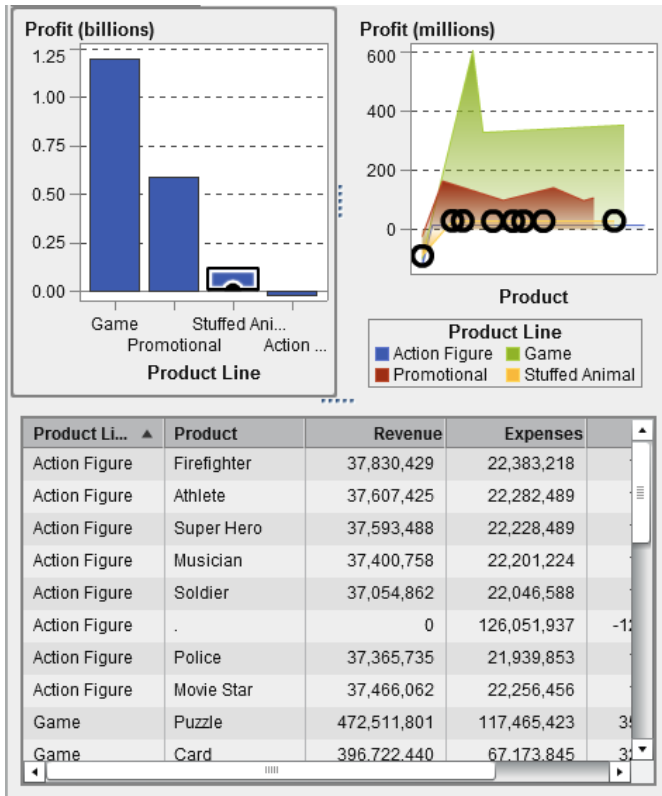 Profit (billions)
1.25
1.00
0.75
0.50
0.25
0.00
Game
Stuffed Ani...
Promotional
Action ...
Product Line
Profit (millions)
600
400
200
0
Product
Product Line
Action Figure
Game
Promotional
Stuffed Animal
Product Li... Product Revenue Expenses
Action Figure Firefighter 37,830,429 22,383,218
Action Figure Athlete 37,607,425 22,282,489
Action Figure Super Hero 37,593,488 22,228,489
Action Figure Musician 37,400,758 22,201,224
Action Figure Soldier 37,054,862 22,046,588
Action Figure . 0 126,051,937 -12
Action Figure Police 37,365,735 21,939,853
Action Figure Movie Star 37,466,062 22,256,456
Game Puzzle 472,511,801 117,465,423 35
Game Card 396,722,440 67,173,845 32